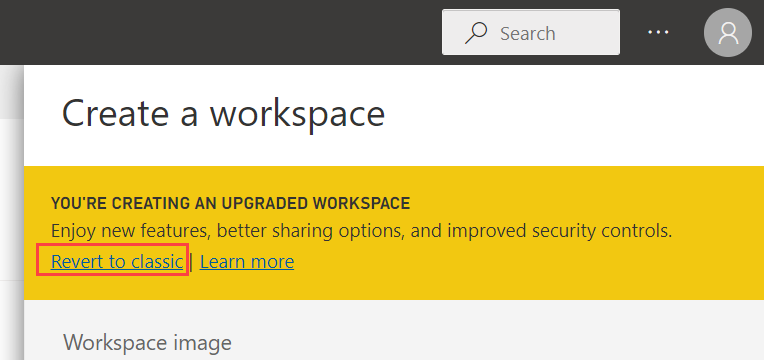 Search
Create a workspace
YOU'RE CREATING AN UPGRADED WORKSPACE
Enjoy new features, better sharing options, and improved security controls.
Revert to classic | Learn more
Workspace image